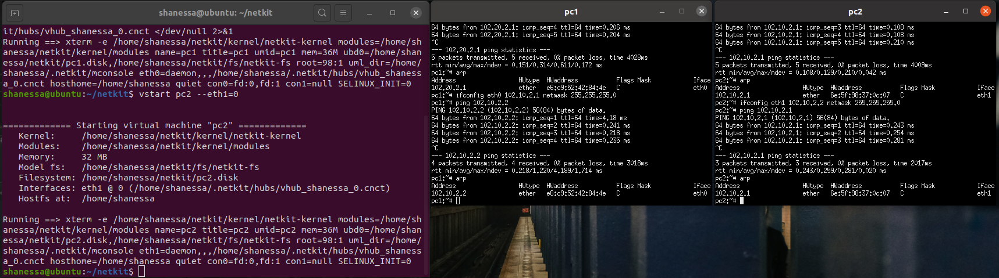 shanessa@ubuntu: ~/netkit
it/hubs/vhub_shanessa_0.cnct </dev/null 2>&1
Running ==> xterm -e /home/shanessa/netkit/kernel/netkit-kernel modules=/home/sh
anessa/netkit/kernel/modules name=pc1 title=pc1 umid=pc1 mem=36M ubd0=/home/shan
essa/netkit/pc1.disk,/home/shanessa/netkit/fs/netkit-fs root=98:1 uml_dir=/home/
shanessa/.netkit/mconsole eth0=daemon,,,/home/shanessa/.netkit/hubs/vhub_shaness
a_0.cnct hosthome=/home/shanessa quiet con0=fd:0,fd:1 con1=null SELINUX_INIT=0
shanessa@ubuntu:~/netkit$ vstart pc2 --eth1=0
============= Starting virtual machine "pc2" =============
Kernel:     /home/shanessa/netkit/kernel/netkit-kernel
Modules:    /home/shanessa/netkit/kernel/modules
Memory:     32 MB
Model fs:   /home/shanessa/netkit/fs/netkit-fs
Filesystem: /home/shanessa/netkit/pc2.disk
Interfaces: eth1 @ 0 (/home/shanessa/.netkit/hubs/vhub_shanessa_0.cnct)
Hostfs at:  /home/shanessa
Running ==> xterm -e /home/shanessa/netkit/kernel/netkit-kernel modules=/home/sh
anessa/netkit/kernel/modules name=pc2 title=pc2 umid=pc2 mem=36M ubd0=/home/shan
essa/netkit/pc2.disk,/home/shanessa/netkit/fs/netkit-fs root=98:1 uml_dir=/home/
shanessa/.netkit/mconsole eth1=daemon,,,/home/shanessa/.netkit/hubs/vhub_shaness
a_0.cnct hosthome=/home/shanessa quiet con0=fd:0,fd:1 con1=null SELINUX_INIT=0
shanessa@ubuntu:~/netkit$
pc1
64 bytes from 102.20.2.1: icmp_seq=4 ttl=64 time=0.206 ms
64 bytes from 102.20.2.1: icmp_seq=5 ttl=64 time=0.204 ms
^C
--- 102.20.2.1 ping statistics ---
5 packets transmitted, 5 received, 0% packet loss, time 4028ms
rtt min/avg/max/mdev = 0.151/0.314/0.611/0.172 ms
pc1:~# arp
Address                  HWtype  HWaddress           Flags Mask            Iface
102.20.2.1               ether   e6:c9:52:42:84:4e   C                     eth0
pc1:~# ifconfig eth0 102.10.2.1 netmask 255.255.255.0
pc1:~# ping 102.10.2.2
PING 102.10.2.2 (102.10.2.2) 56(84) bytes of data.
64 bytes from 102.10.2.2: icmp_seq=1 ttl=64 time=4.18 ms
64 bytes from 102.10.2.2: icmp_seq=2 ttl=64 time=0.241 ms
64 bytes from 102.10.2.2: icmp_seq=3 ttl=64 time=0.218 ms
64 bytes from 102.10.2.2: icmp_seq=4 ttl=64 time=0.235 ms
^C
--- 102.10.2.2 ping statistics ---
4 packets transmitted, 4 received, 0% packet loss, time 3018ms
rtt min/avg/max/mdev = 0.218/1.220/4.189/1.714 ms
pc1:~# arp
Address                  HWtype  HWaddress           Flags Mask            Iface
102.10.2.2               ether   e6:c9:52:42:84:4e   C                     eth0
pc1:~#
pc2
64 bytes from 102.10.2.1: icmp_seq=3 ttl=64 time=0.108 ms
64 bytes from 102.10.2.1: icmp_seq=4 ttl=64 time=0.108 ms
64 bytes from 102.10.2.1: icmp_seq=5 ttl=64 time=0.210 ms
^C
--- 102.10.2.1 ping statistics ---
5 packets transmitted, 5 received, 0% packet loss, time 4009ms
rtt min/avg/max/mdev = 0.108/0.129/0.210/0.042 ms
pc2:~# arp
Address                  HWtype  HWaddress           Flags Mask            Iface
102.10.2.1               ether   6e:5f:98:37:0c:07   C                     eth1
pc2:~# ifconfig eth1 102.10.2.2 netmask 255.255.255.0
pc2:~# ping 102.10.2.1
PING 102.10.2.1 (102.10.2.1) 56(84) bytes of data.
64 bytes from 102.10.2.1: icmp_seq=1 ttl=64 time=0.243 ms
64 bytes from 102.10.2.1: icmp_seq=2 ttl=64 time=0.254 ms
64 bytes from 102.10.2.1: icmp_seq=3 ttl=64 time=0.281 ms
^C
--- 102.10.2.1 ping statistics ---
3 packets transmitted, 3 received, 0% packet loss, time 2017ms
rtt min/avg/max/mdev = 0.243/0.259/0.281/0.020 ms
pc2:~# arp
Address                  HWtype  HWaddress           Flags Mask            Iface
102.10.2.1               ether   6e:5f:98:37:0c:07   C                     eth1
pc2:~#